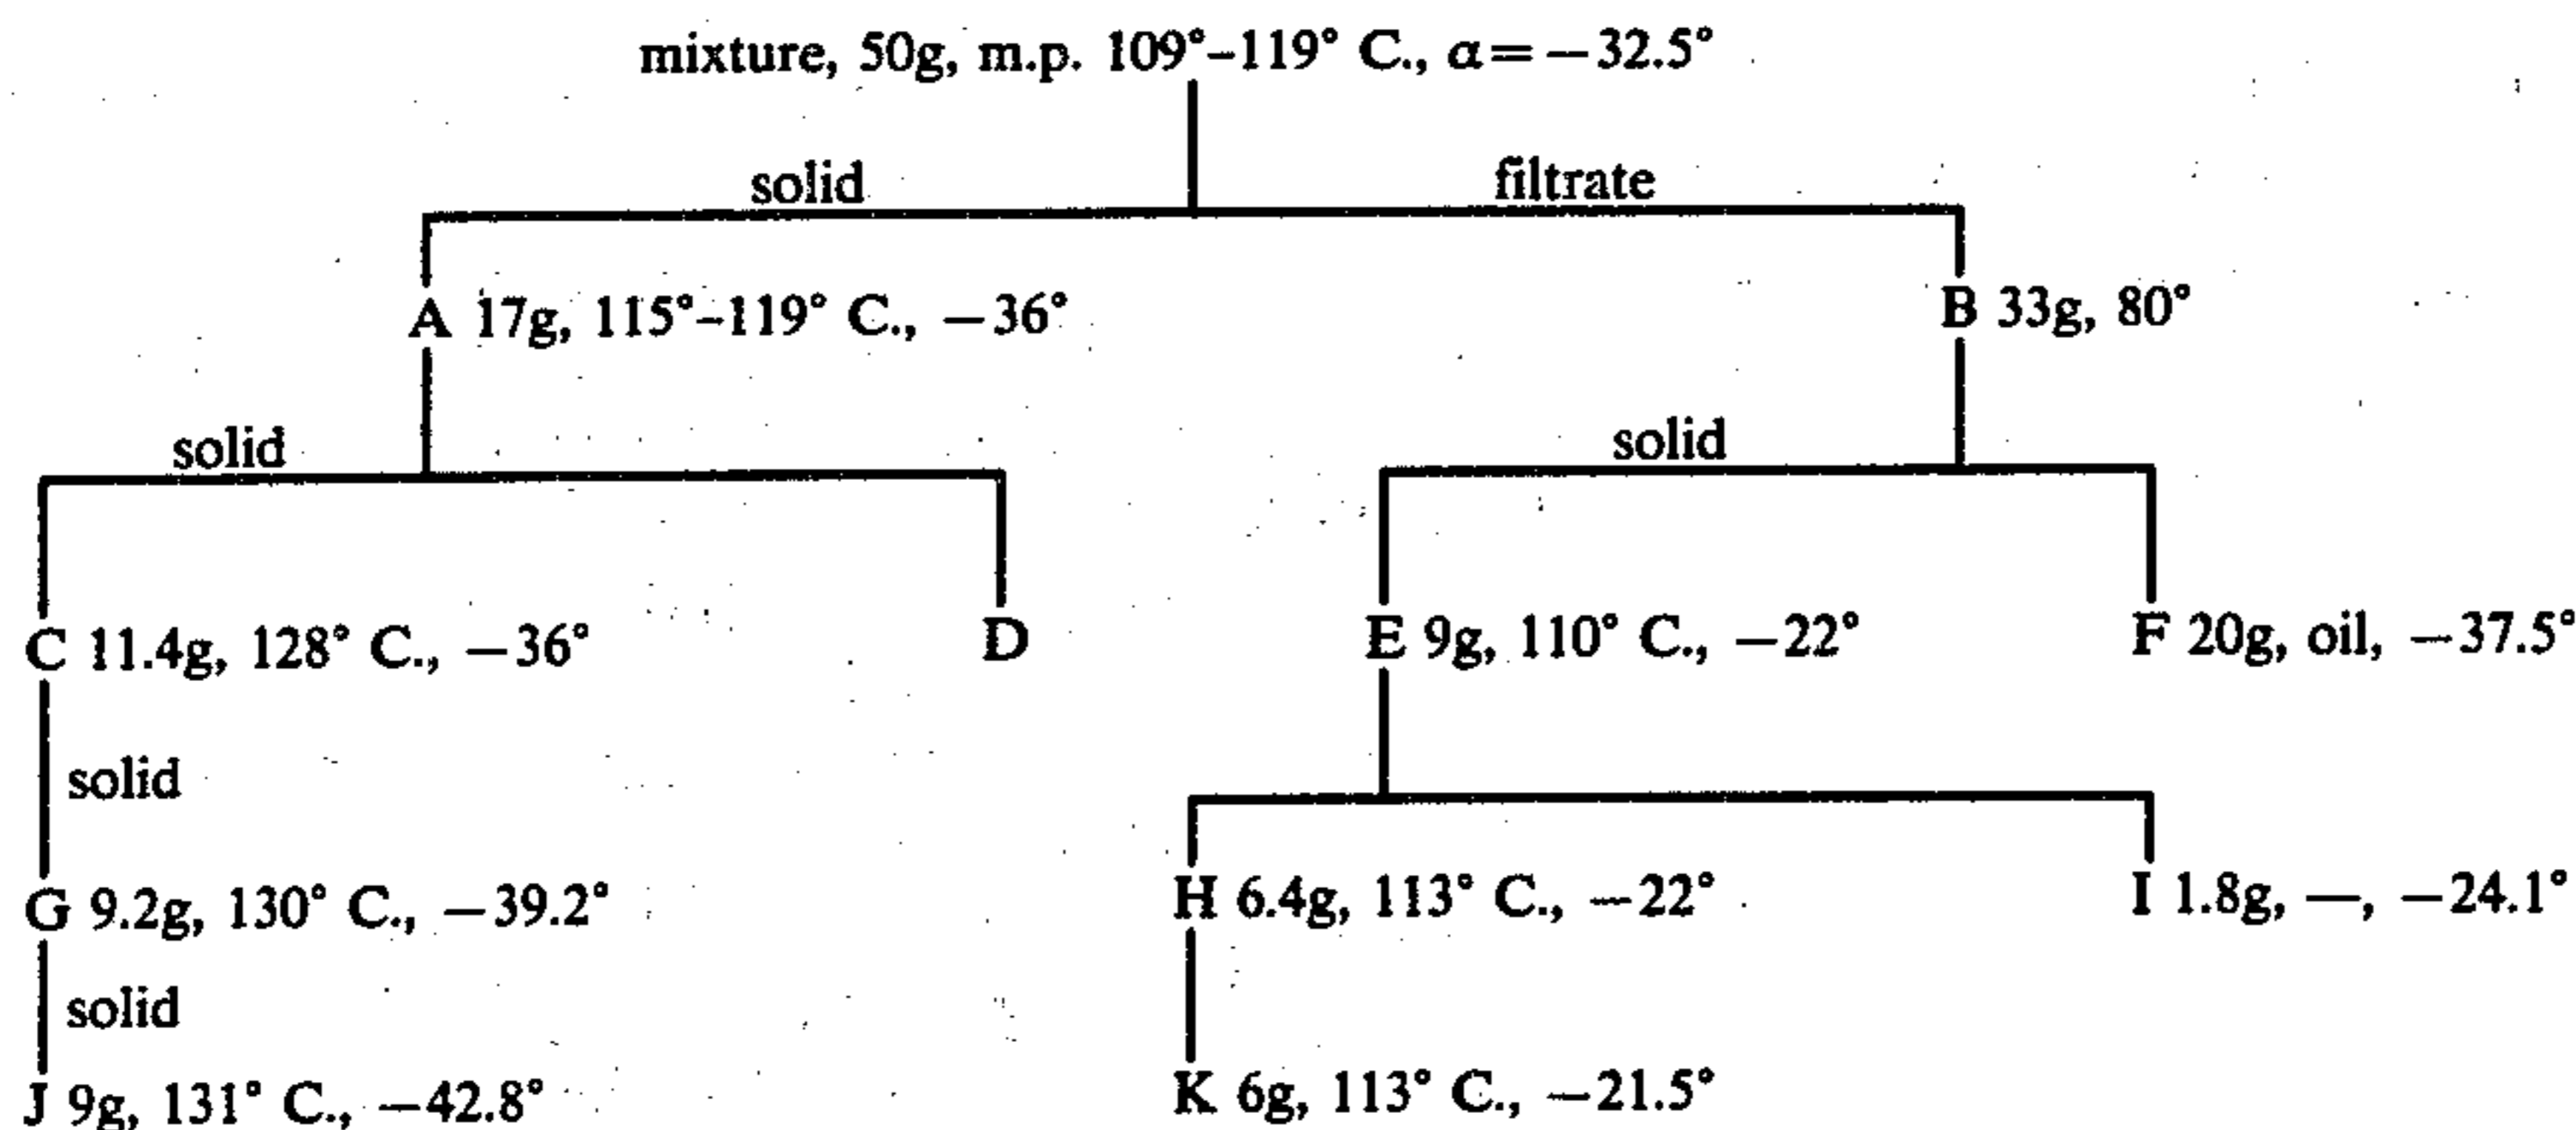 mixture, 50g, m.p. 109°–119° C., α = −32.5°
solid
filtrate
A 17g, 115°–119° C., −36°
B 33g, 80°
solid
solid
C 11.4g, 128° C., −36°
D
E 9g, 110° C., −22°
F 20g, oil, −37.5°
solid
G 9.2g, 130° C., −39.2°
H 6.4g, 113° C., −22°
I 1.8g, —, −24.1°
solid
J 9g, 131° C., −42.8°
K 6g, 113° C., −21.5°